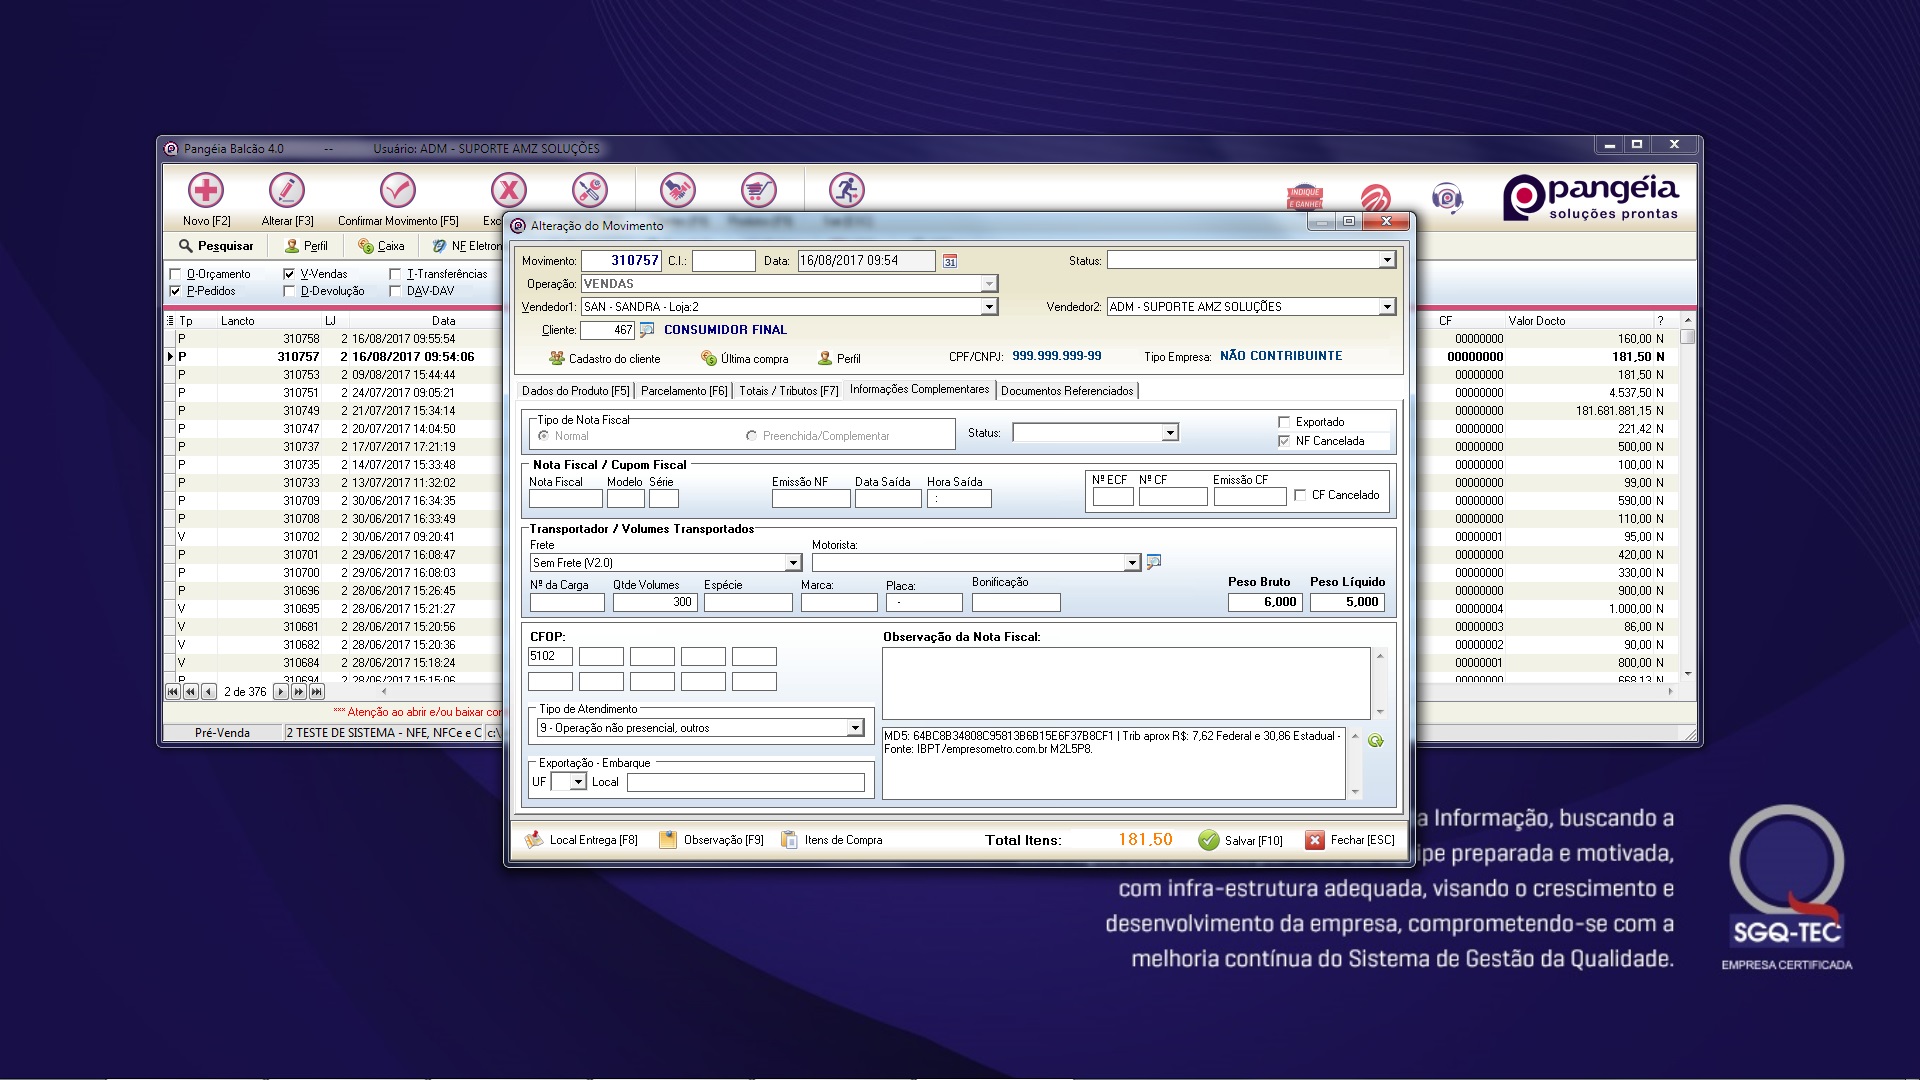 Pangéia Balcão 4.0 -- Usuário: ADM - SUPORTE AMZ SOLUÇÕES
Novo [F2] Alterar [F3] Confirmar Movimento [F5] Exc
INDIQUE E GANHE!
pangéia
soluções prontas
Pesquisar Perfil Caixa NF Eletron
O-Orçamento V-Vendas T-Transferências
P-Pedidos D-Devolução DAV-DAV
Tp Lancto LJ Data
P 310758 2 16/08/2017 09:55:54
P 310757 2 16/08/2017 09:54:06
P 310753 2 09/08/2017 15:44:44
P 310751 2 24/07/2017 09:05:21
P 310749 2 21/07/2017 15:34:14
P 310747 2 20/07/2017 14:04:50
P 310737 2 17/07/2017 17:21:19
P 310735 2 14/07/2017 15:33:48
P 310733 2 13/07/2017 11:32:02
P 310709 2 30/06/2017 16:34:35
P 310708 2 30/06/2017 16:33:49
V 310702 2 30/06/2017 09:20:41
P 310701 2 29/06/2017 16:08:47
P 310700 2 29/06/2017 16:08:03
P 310696 2 28/06/2017 15:26:45
V 310695 2 28/06/2017 15:21:27
V 310681 2 28/06/2017 15:20:56
V 310682 2 28/06/2017 15:20:36
V 310684 2 28/06/2017 15:18:24
P 310694 2 28/06/2017 15:15:06
2 de 376
*** Atenção ao abrir e/ou baixar con
Pré-Venda 2 TESTE DE SISTEMA - NFE, NFCe e C c:\
Alteração do Movimento
Movimento: 310757 C.I.: Data: 16/08/2017 09:54 31 Status:
Operação: VENDAS
Vendedor1: SAN - SANDRA - Loja:2 Vendedor2: ADM - SUPORTE AMZ SOLUÇÕES
Cliente: 467 CONSUMIDOR FINAL
Cadastro do cliente Última compra Perfil CPF/CNPJ: 999.999.999-99 Tipo Empresa: NÃO CONTRIBUINTE
Dados do Produto [F5] Parcelamento [F6] Totais / Tributos [F7] Informações Complementares Documentos Referenciados
Tipo de Nota Fiscal
Normal Preenchida/Complementar
Status:
Exportado
NF Cancelada
Nota Fiscal / Cupom Fiscal
Nota Fiscal Modelo Série Emissão NF Data Saída Hora Saída
:
Nº ECF Nº CF Emissão CF
CF Cancelado
Transportador / Volumes Transportados
Frete Motorista:
Sem Frete (V2.0)
Nº da Carga Qtde Volumes Espécie Marca: Placa: Bonificação Peso Bruto Peso Líquido
300 - 6,000 5,000
CFOP:
5102
Tipo de Atendimento
9 - Operação não presencial, outros
Exportação - Embarque
UF Local
Observação da Nota Fiscal:
MD5: 64BC8B34808C95813B6B15E6F37B8CF1 | Trib aprox R$: 7,62 Federal e 30,86 Estadual -
Fonte: IBPT/empresometro.com.br M2L5P8.
Local Entrega [F8] Observação [F9] Itens de Compra Total Itens: 181,50 Salvar [F10] Fechar [ESC]
CF Valor Docto ?
00000000 160,00 N
00000000 181,50 N
00000000 181,50 N
00000000 4.537,50 N
00000000 181.681.881,15 N
00000000 221,42 N
00000000 500,00 N
00000000 100,00 N
00000000 99,00 N
00000000 590,00 N
00000000 110,00 N
00000001 95,00 N
00000000 420,00 N
00000000 330,00 N
00000000 900,00 N
00000004 1.000,00 N
00000003 86,00 N
00000002 90,00 N
00000001 800,00 N
00000000 668,13 N
a Informação, buscando a
ipe preparada e motivada,
com infra-estrutura adequada, visando o crescimento e
desenvolvimento da empresa, comprometendo-se com a
melhoria contínua do Sistema de Gestão da Qualidade.
SGQ-TEC
EMPRESA CERTIFICADA